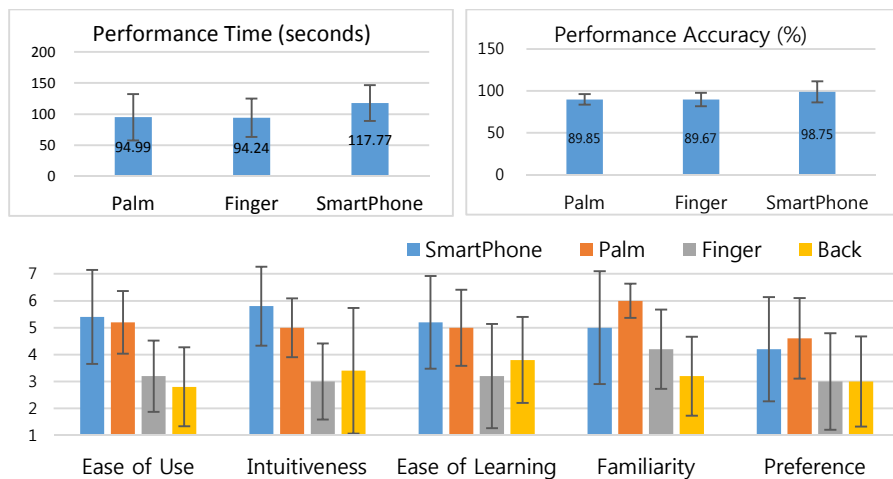 Performance Time (seconds)
200
150
100
50
0
94.99
94.24
117.77
Palm
Finger
SmartPhone
Performance Accuracy (%)
150
100
50
0
89.85
89.67
98.75
Palm
Finger
SmartPhone
SmartPhone
Palm
Finger
Back
7
6
5
4
3
2
1
Ease of Use
Intuitiveness
Ease of Learning
Familiarity
Preference